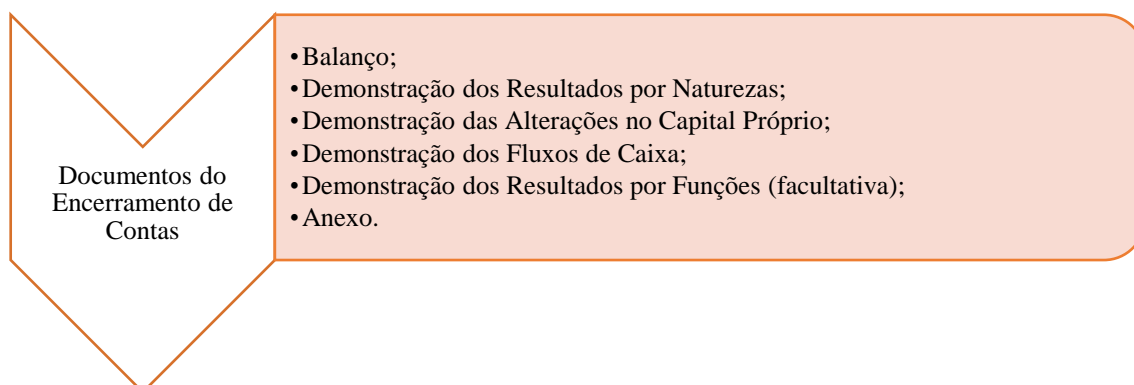 Documentos do
Encerramento de
Contas
•Balanço;
•Demonstração dos Resultados por Naturezas;
•Demonstração das Alterações no Capital Próprio;
•Demonstração dos Fluxos de Caixa;
•Demonstração dos Resultados por Funções (facultativa);
•Anexo.